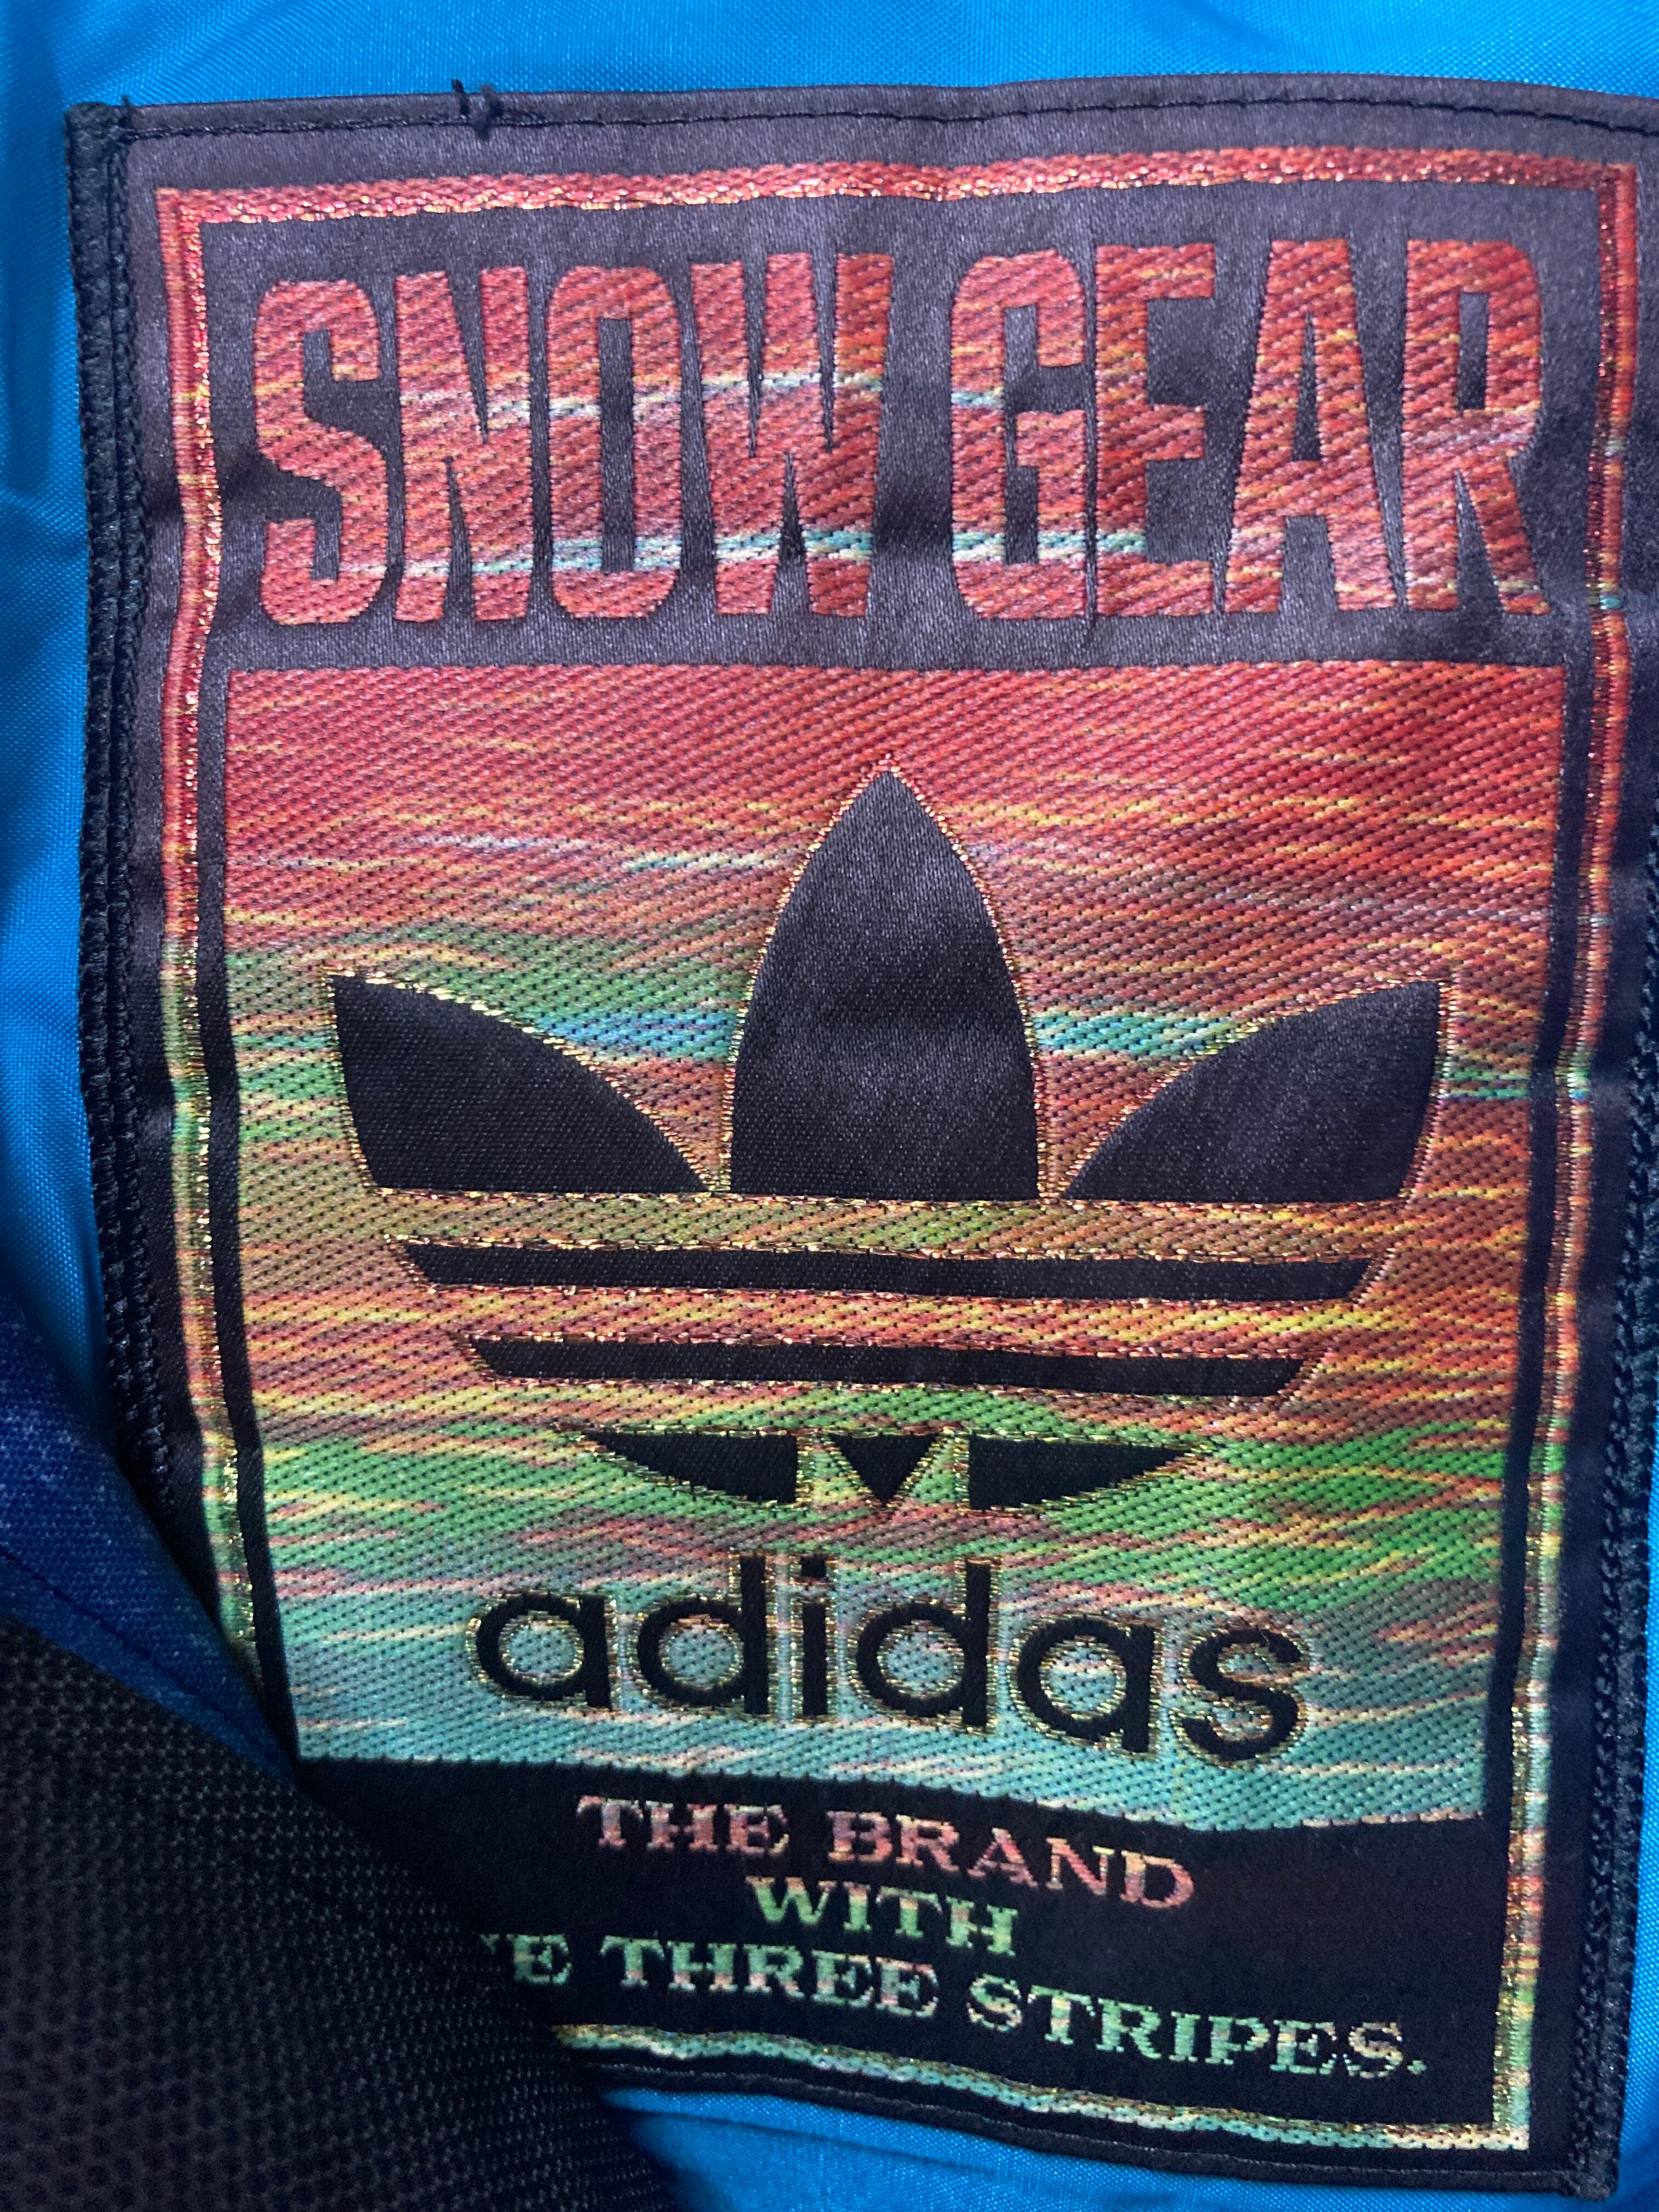 SNOW GEAR
adidas
THE BRAND
WITH
THREE STRIPES.